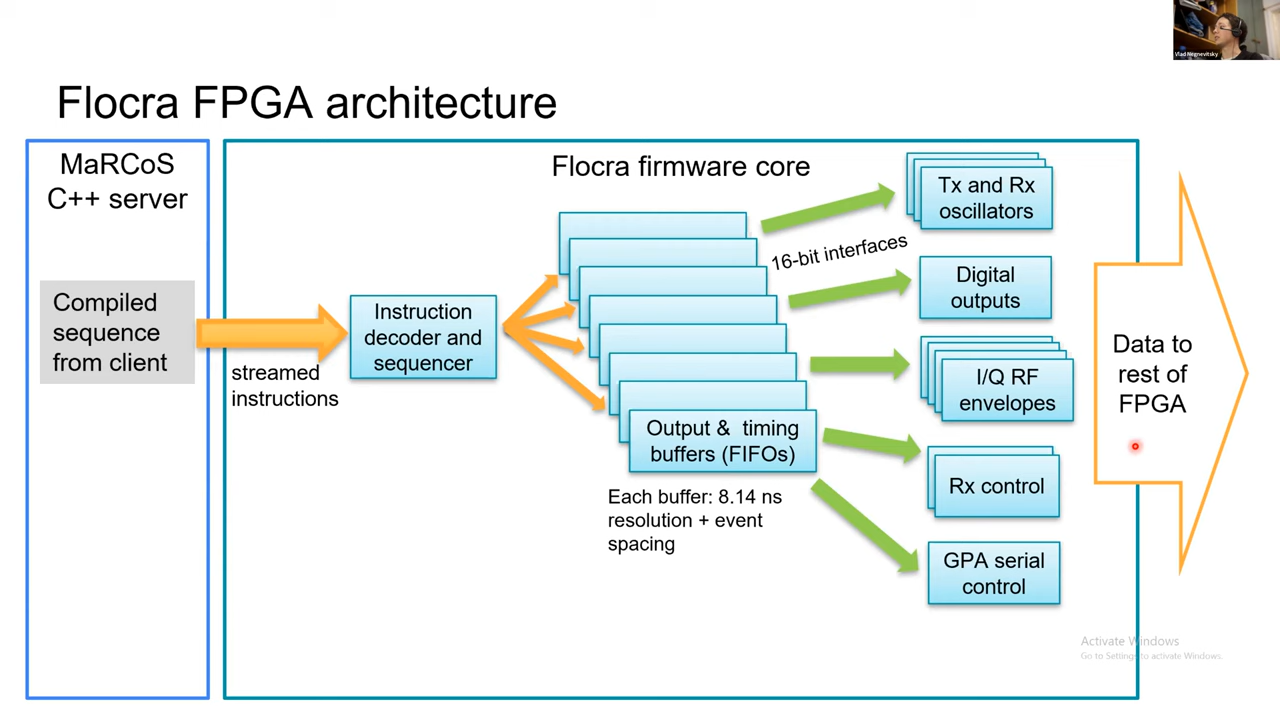 Vlad Negnevitsky
Flocra FPGA architecture
MaRCoS
C++ server
Compiled
sequence
from client
streamed
instructions
Flocra firmware core
Instruction
decoder and
sequencer
Output & timing
buffers (FIFOs)
Each buffer: 8.14 ns
resolution + event
spacing
16-bit interfaces
Tx and Rx
oscillators
Digital
outputs
I/Q RF
envelopes
Rx control
GPA serial
control
Data to
rest of
FPGA
Activate Windows
Go to Settings to activate Windows.